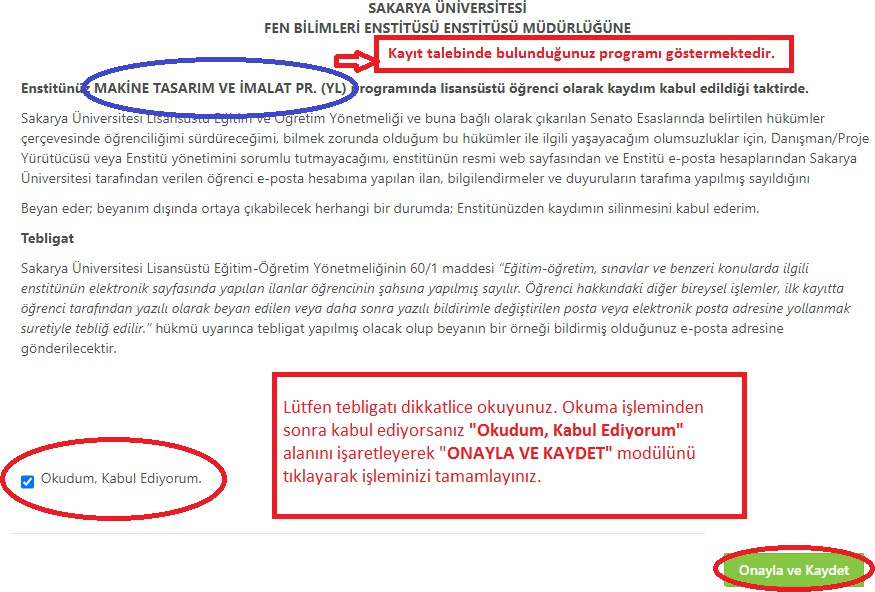 SAKARYA ÜNİVERSİTESİ
FEN BİLİMLERİ ENSTİTÜSÜ ENSTİTÜSÜ MÜDÜRLÜĞÜNE
Kayıt talebinde bulunduğunuz programı göstermektedir.
Enstitünüz MAKİNE TASARIM VE İMALAT PR. (YL) programında lisansüstü öğrenci olarak kaydım kabul edildiği taktirde.
Sakarya Üniversitesi Lisansüstü Eğitim ve Öğretim Yönetmeliği ve buna bağlı olarak çıkarılan Senato Esaslarında belirtilen hükümler
çerçevesinde öğrenciliğimi sürdüreceğimi, bilmek zorunda olduğum bu hükümler ile ilgili yaşayacağım olumsuzluklar için, Danışman/Proje
Yürütücüsü veya Enstitü yönetimini sorumlu tutmayacağımı, enstitünün resmi web sayfasından ve Enstitü e-posta hesaplarından Sakarya
Üniversitesi tarafından verilen öğrenci e-posta hesabıma yapılan ilan, bilgilendirmeler ve duyuruların tarafıma yapılmış sayıldığını
Beyan eder; beyanım dışında ortaya çıkabilecek herhangi bir durumda; Enstitünüzden kaydımın silinmesini kabul ederim.
Tebligat
Sakarya Üniversitesi Lisansüstü Eğitim-Öğretim Yönetmeliğinin 60/1 maddesi “Eğitim-öğretim, sınavlar ve benzeri konularda ilgili
enstitünün elektronik sayfasında yapılan ilanlar öğrencinin şahsına yapılmış sayılır. Öğrenci hakkındaki diğer bireysel işlemler, ilk kayıtta
öğrenci tarafından yazılı olarak beyan edilen veya daha sonra yazılı bildirimle değiştirilen posta veya elektronik posta adresine yollanmak
suretiyle tebliğ edilir.” hükmü uyarınca tebligat yapılmış olacak olup beyanın bir örneği bildirmiş olduğunuz e-posta adresine
gönderilecektir.
Lütfen tebligatı dikkatlice okuyunuz. Okuma işleminden
sonra kabul ediyorsanız "Okudum, Kabul Ediyorum"
alanını işaretleyerek "ONAYLA VE KAYDET" modülünü
tıklayarak işleminizi tamamlayınız.
Okudum, Kabul Ediyorum.
Onayla ve Kaydet